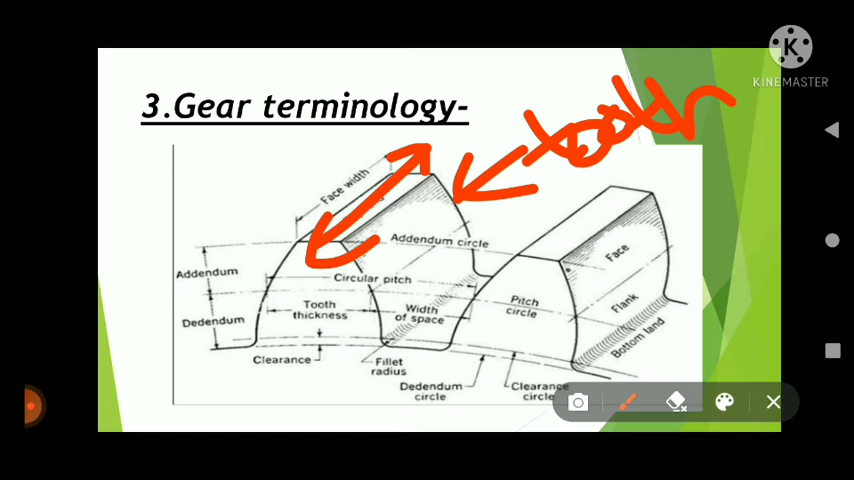 KINEMASTER
3.Gear terminology-
tooth
Face width
Addendum circle
Addendum
Circular pitch
Face
Dedendum
Tooth
thickness
Width
of space
Pitch
circle
Flank
Bottom land
Clearance
Fillet
radius
Dedendum
circle
Clearance
circle